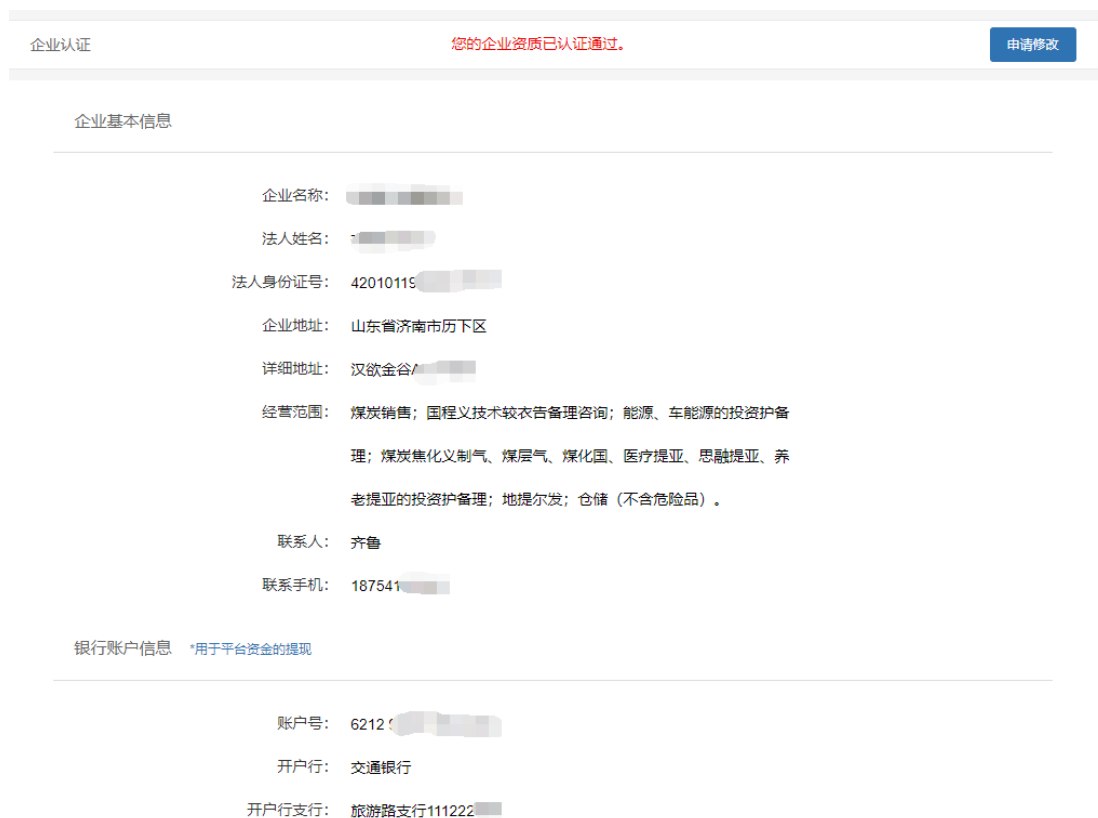 企业认证 您的企业资质已认证通过。 申请修改
企业基本信息
企业名称：
法人姓名：
法人身份证号： 42010119
企业地址： 山东省济南市历下区
详细地址： 汉欲金谷A
经营范围： 煤炭销售；国程义技术较衣告备理咨询；能源、车能源的投资护备
理；煤炭焦化义制气、煤层气、煤化国、医疗提亚、思融提亚、养
老提亚的投资护备理；地提尔发；仓储（不含危险品）。
联系人： 齐鲁
联系手机： 187541
银行账户信息 *用于平台资金的提现
账户号： 6212
开户行： 交通银行
开户行支行： 旅游路支行111222